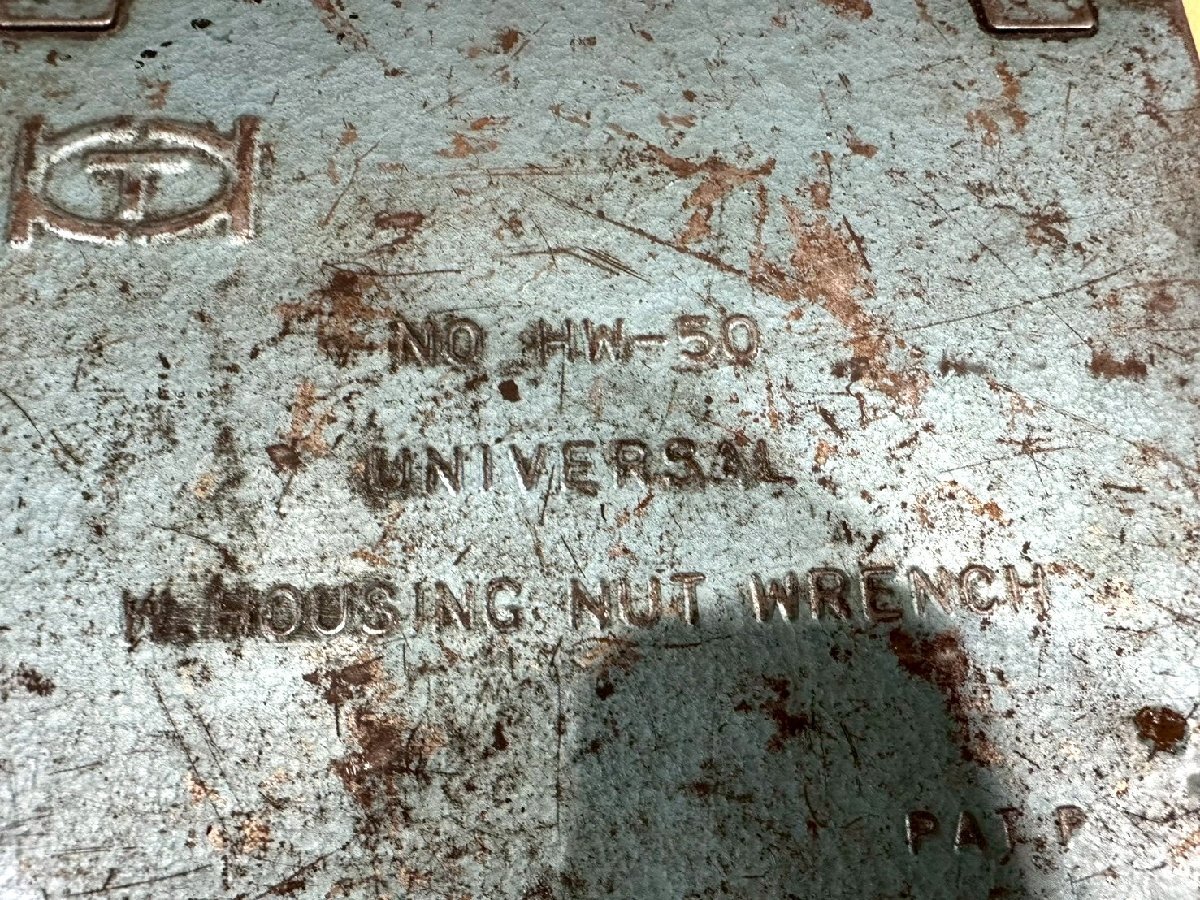 NO HW-50
UNIVERSAL
HOUSING NUT WRENCH
PAT. P